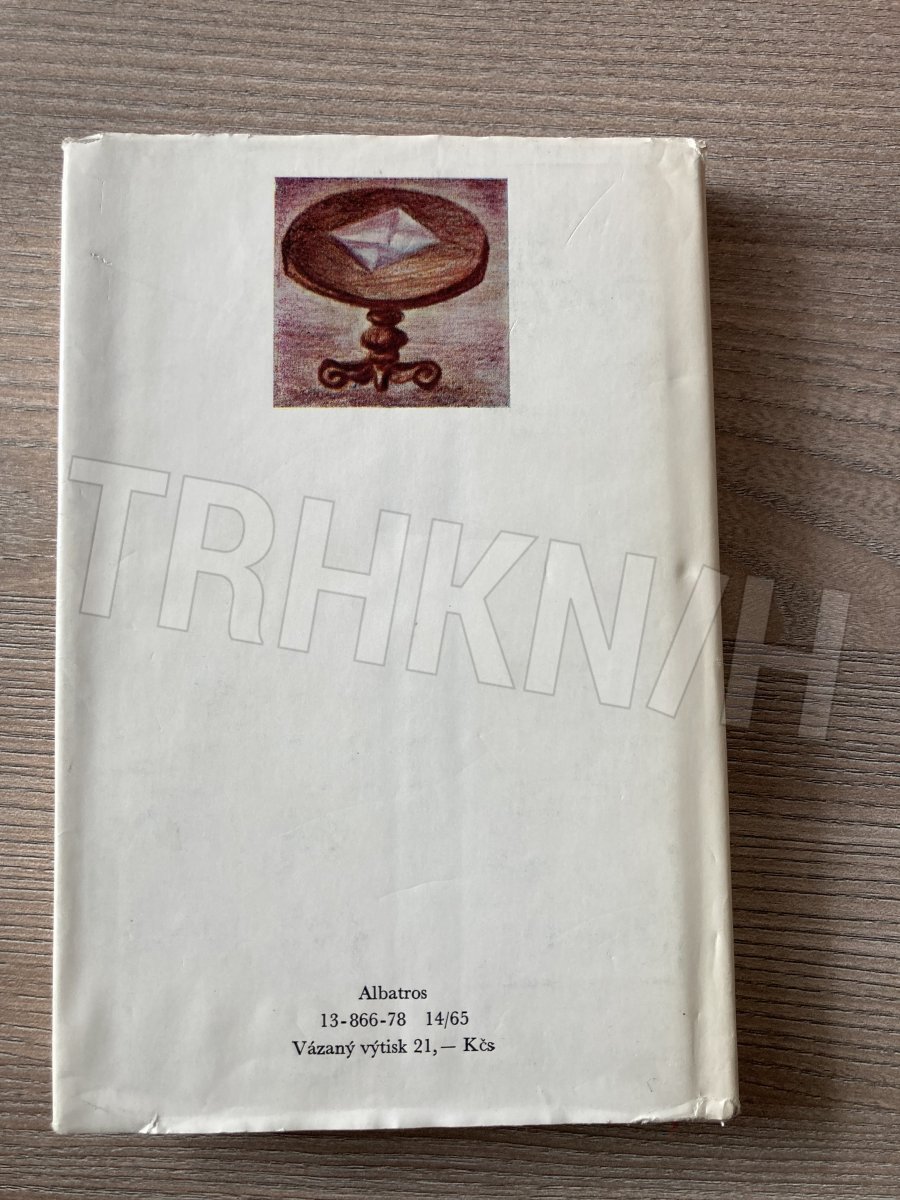 TRHKNIH
Albatros
13-866-78 14/65
Vázaný výtisk 21,— Kčs